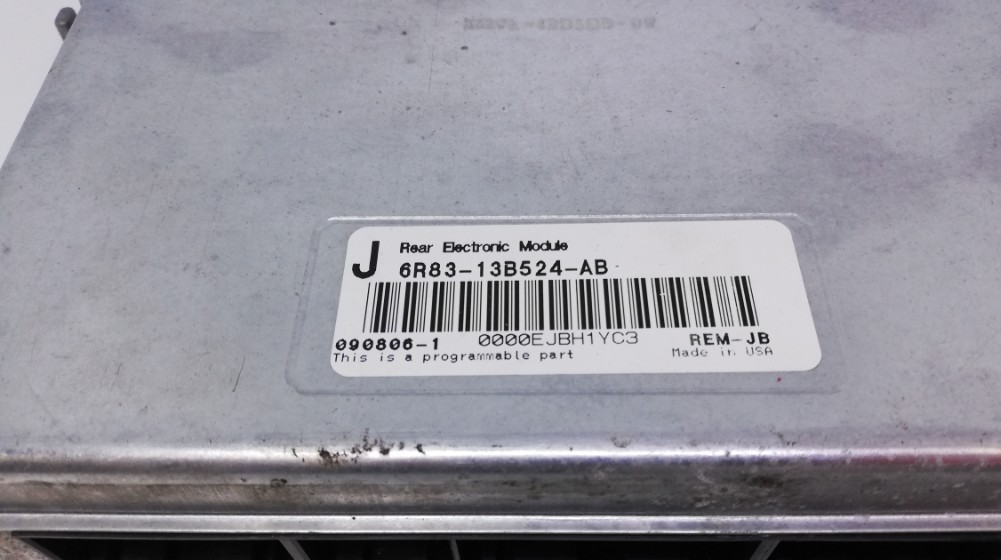 J Rear Electronic Module
6R83-13B524-AB
090806-1 0000EJBH1YC3 REM-JB
This is a programmable part Made in USA